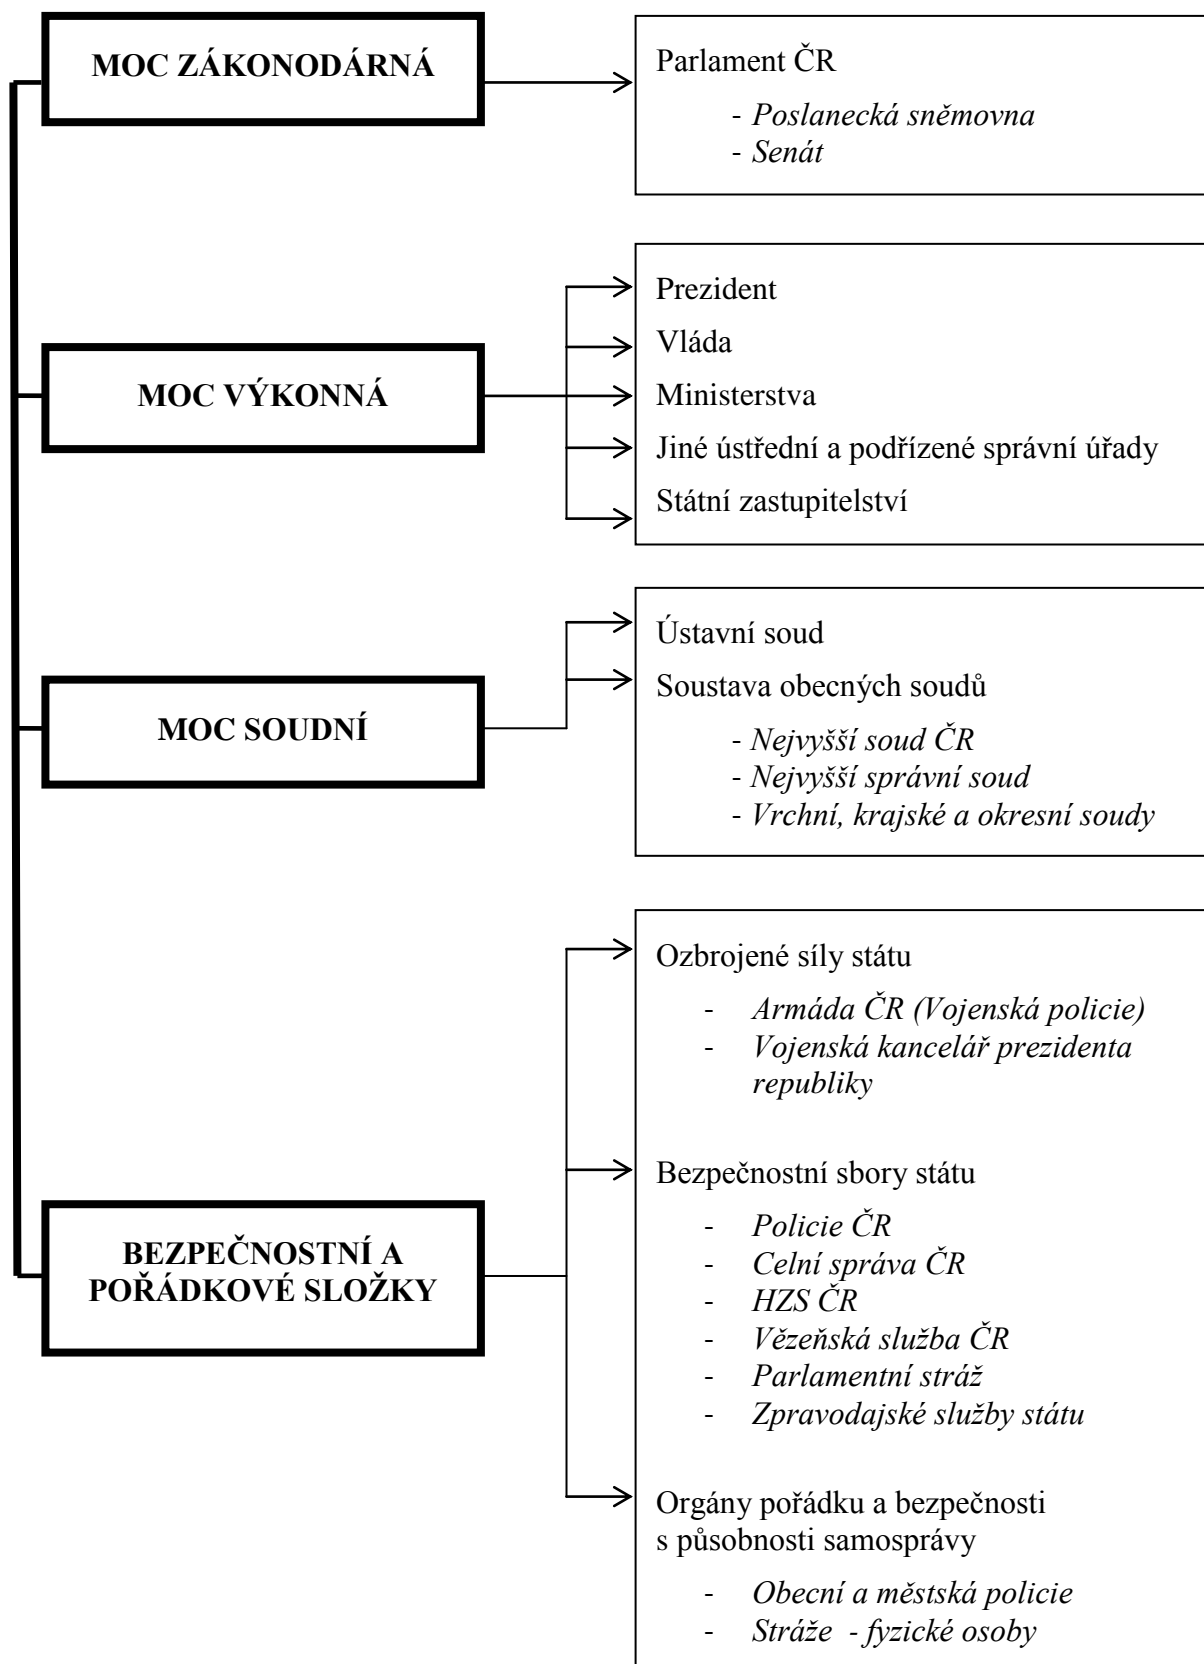 MOC ZÁKONODÁRNÁ
Parlament ČR
- Poslanecká sněmovna
- Senát
MOC VÝKONNÁ
Prezident
Vláda
Ministerstva
Jiné ústřední a podřízené správní úřady
Státní zastupitelství
MOC SOUDNÍ
Ústavní soud
Soustava obecných soudů
- Nejvyšší soud ČR
- Nejvyšší správní soud
- Vrchní, krajské a okresní soudy
BEZPEČNOSTNÍ A
POŘÁDKOVÉ SLOŽKY
Ozbrojené síly státu
- Armáda ČR (Vojenská policie)
- Vojenská kancelář prezidenta
republiky
Bezpečnostní sbory státu
- Policie ČR
- Celní správa ČR
- HZS ČR
- Vězeňská služba ČR
- Parlamentní stráž
- Zpravodajské služby státu
Orgány pořádku a bezpečnosti
s působnosti samosprávy
- Obecní a městská policie
- Stráže - fyzické osoby